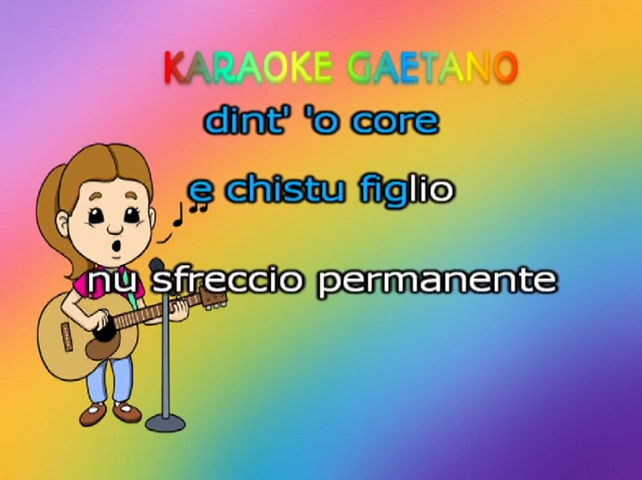 KARAOKE GAETANO
dint' 'o core
e chistu figlio
nu sfreccio permanente